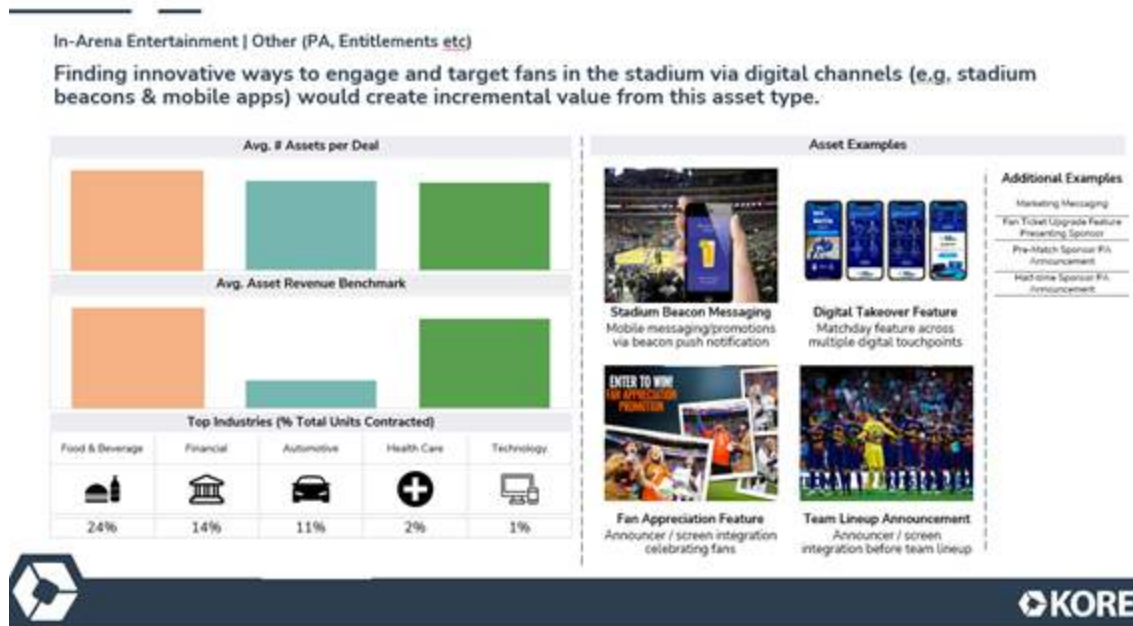 In-Arena Entertainment | Other (PA, Entitlements etc)
Finding innovative ways to engage and target fans in the stadium via digital channels (e.g, stadium
beacons & mobile apps) would create incremental value from this asset type.
Avg. # Assets per Deal
Avg. Asset Revenue Benchmark
Top Industries (% Total Units Contracted)
Food & Beverage
Financial
Automotive
Health Care
Technology
24%
14%
11%
2%
1%
Asset Examples
Stadium Beacon Messaging
Mobile messaging/promotions
via beacon push notification
Digital Takeover Feature
Matchday feature across
multiple digital touchpoints
ENTER TO WIN!
FAN APPRECIATION
PROMOTION
Fan Appreciation Feature
Announcer / screen integration
celebrating fans
Team Lineup Announcement
Announcer / screen
integration before team lineup
Additional Examples
Marketing Messaging
Fan Ticket Upgrade Feature
Presenting Sponsor
Pre-Match Sponsor PA
Announcement
Half-time Sponsor PA
Announcement
KORE